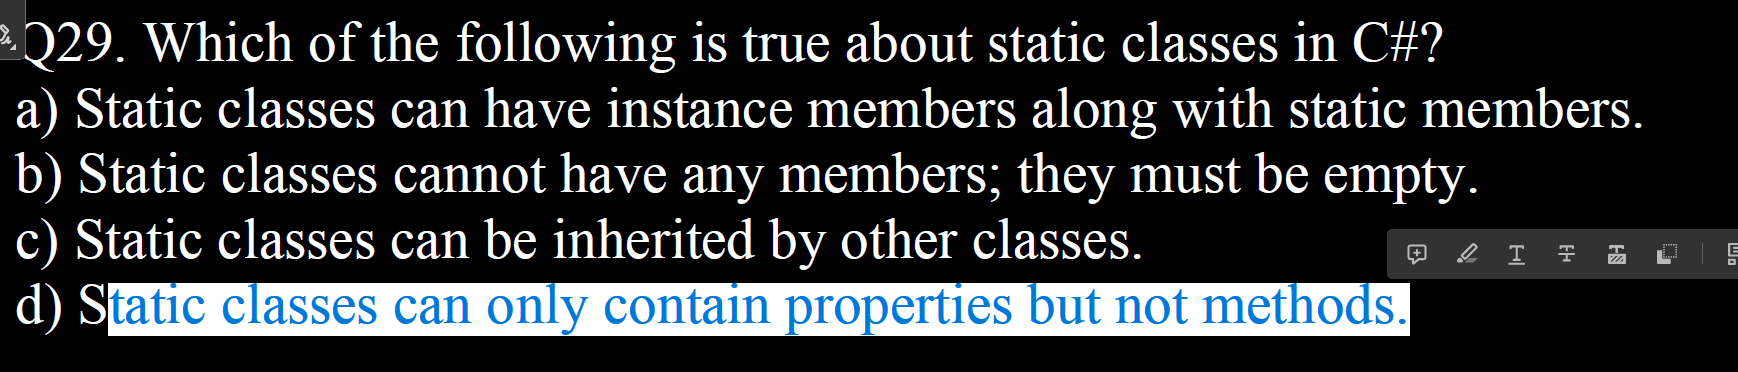 Q29. Which of the following is true about static classes in C#?
a) Static classes can have instance members along with static members.
b) Static classes cannot have any members; they must be empty.
c) Static classes can be inherited by other classes.
d) Static classes can only contain properties but not methods.